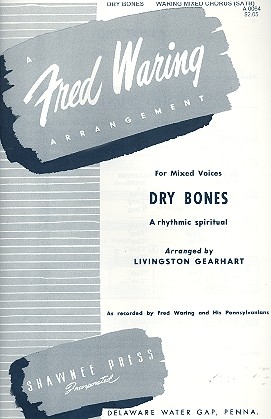 DRY BONES WARING MIXED CHORUS (SATB)
A 0064
$2.05
A
Fred Waring
ARRANGEMENT
For Mixed Voices
DRY BONES
A rhythmic spiritual
Arranged by
LIVINGSTON GEARHART
As recorded by Fred Waring and His Pennsylvanians
SHAWNEE PRESS
Incorporated
DELAWARE WATER GAP, PENNA.